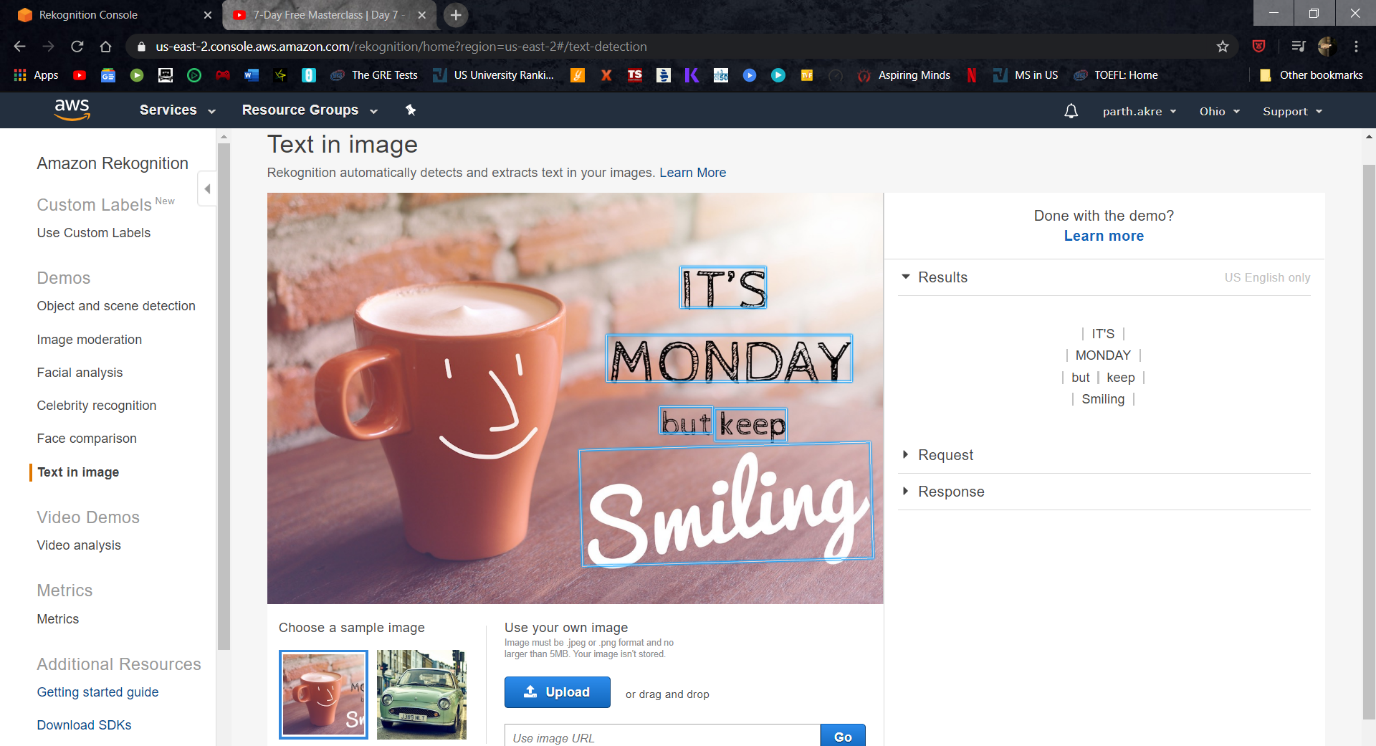 Rekognition Console
7-Day Free Masterclass | Day 7 -
us-east-2.console.aws.amazon.com/rekognition/home?region=us-east-2#/text-detection
Apps
The GRE Tests
US University Ranki...
Aspiring Minds
MS in US
TOEFL: Home
Other bookmarks
aws
Services
Resource Groups
parth.akre
Ohio
Support
Amazon Rekognition
Custom Labels New
Use Custom Labels
Demos
Object and scene detection
Image moderation
Facial analysis
Celebrity recognition
Face comparison
Text in image
Video Demos
Video analysis
Metrics
Metrics
Additional Resources
Getting started guide
Download SDKs
Text in image
Rekognition automatically detects and extracts text in your images. Learn More
IT'S
MONDAY
but keep
Smiling
Choose a sample image
Use your own image
Image must be .jpeg or .png format and no
larger than 5MB. Your image isn't stored.
Upload
or drag and drop
Use image URL
Go
Done with the demo?
Learn more
Results
US English only
| IT'S |
| MONDAY |
| but | keep |
| Smiling |
Request
Response